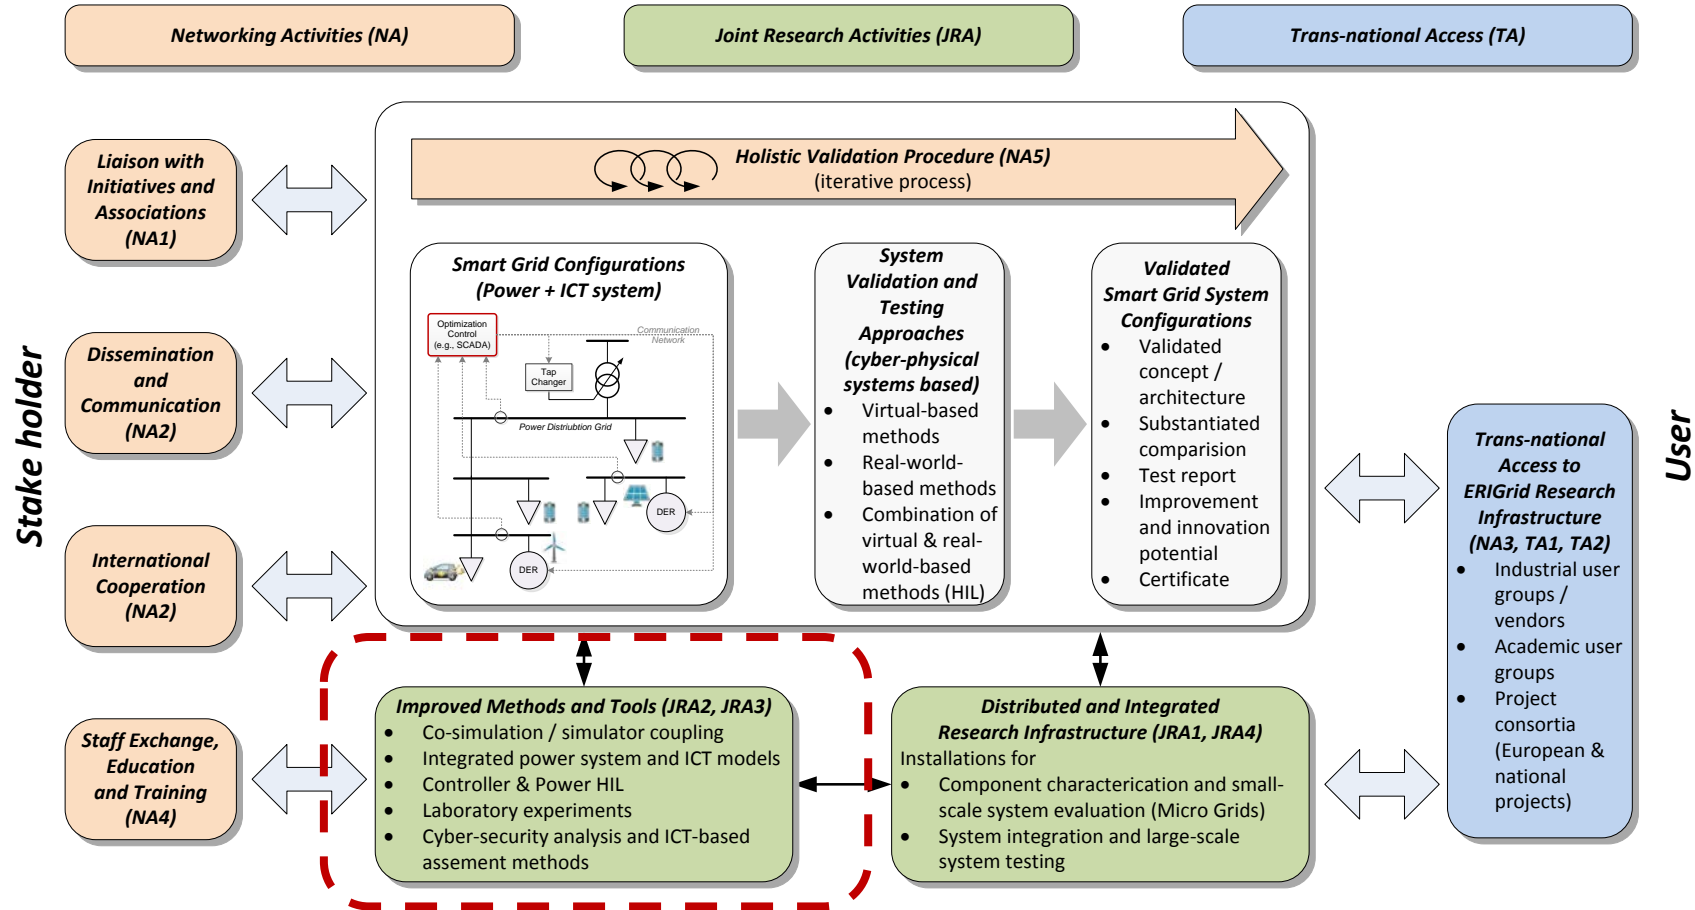 Networking Activities (NA)
Joint Research Activities (JRA)
Trans-national Access (TA)
Stake holder
Liaison with
Initiatives and
Associations
(NA1)
Dissemination
and
Communication
(NA2)
International
Cooperation
(NA2)
Staff Exchange,
Education
and Training
(NA4)
Holistic Validation Procedure (NA5)
(iterative process)
Smart Grid Configurations
(Power + ICT system)
Optimization
Control
(e.g., SCADA)
Communication
Network
Tap
Changer
Power Distriubtion Grid
DER
DER
System
Validation and
Testing
Approaches
(cyber-physical
systems based)
• Virtual-based
methods
• Real-world-
based methods
• Combination of
virtual & real-
world-based
methods (HIL)
Validated
Smart Grid System
Configurations
• Validated
concept /
architecture
• Substantiated
comparision
• Test report
• Improvement
and innovation
potential
• Certificate
Improved Methods and Tools (JRA2, JRA3)
• Co-simulation / simulator coupling
• Integrated power system and ICT models
• Controller & Power HIL
• Laboratory experiments
• Cyber-security analysis and ICT-based
assement methods
Distributed and Integrated
Research Infrastructure (JRA1, JRA4)
Installations for
• Component characterication and small-
scale system evaluation (Micro Grids)
• System integration and large-scale
system testing
Trans-national
Access to
ERIGrid Research
Infrastructure
(NA3, TA1, TA2)
• Industrial user
groups /
vendors
• Academic user
groups
• Project
consortia
(European &
national
projects)
User